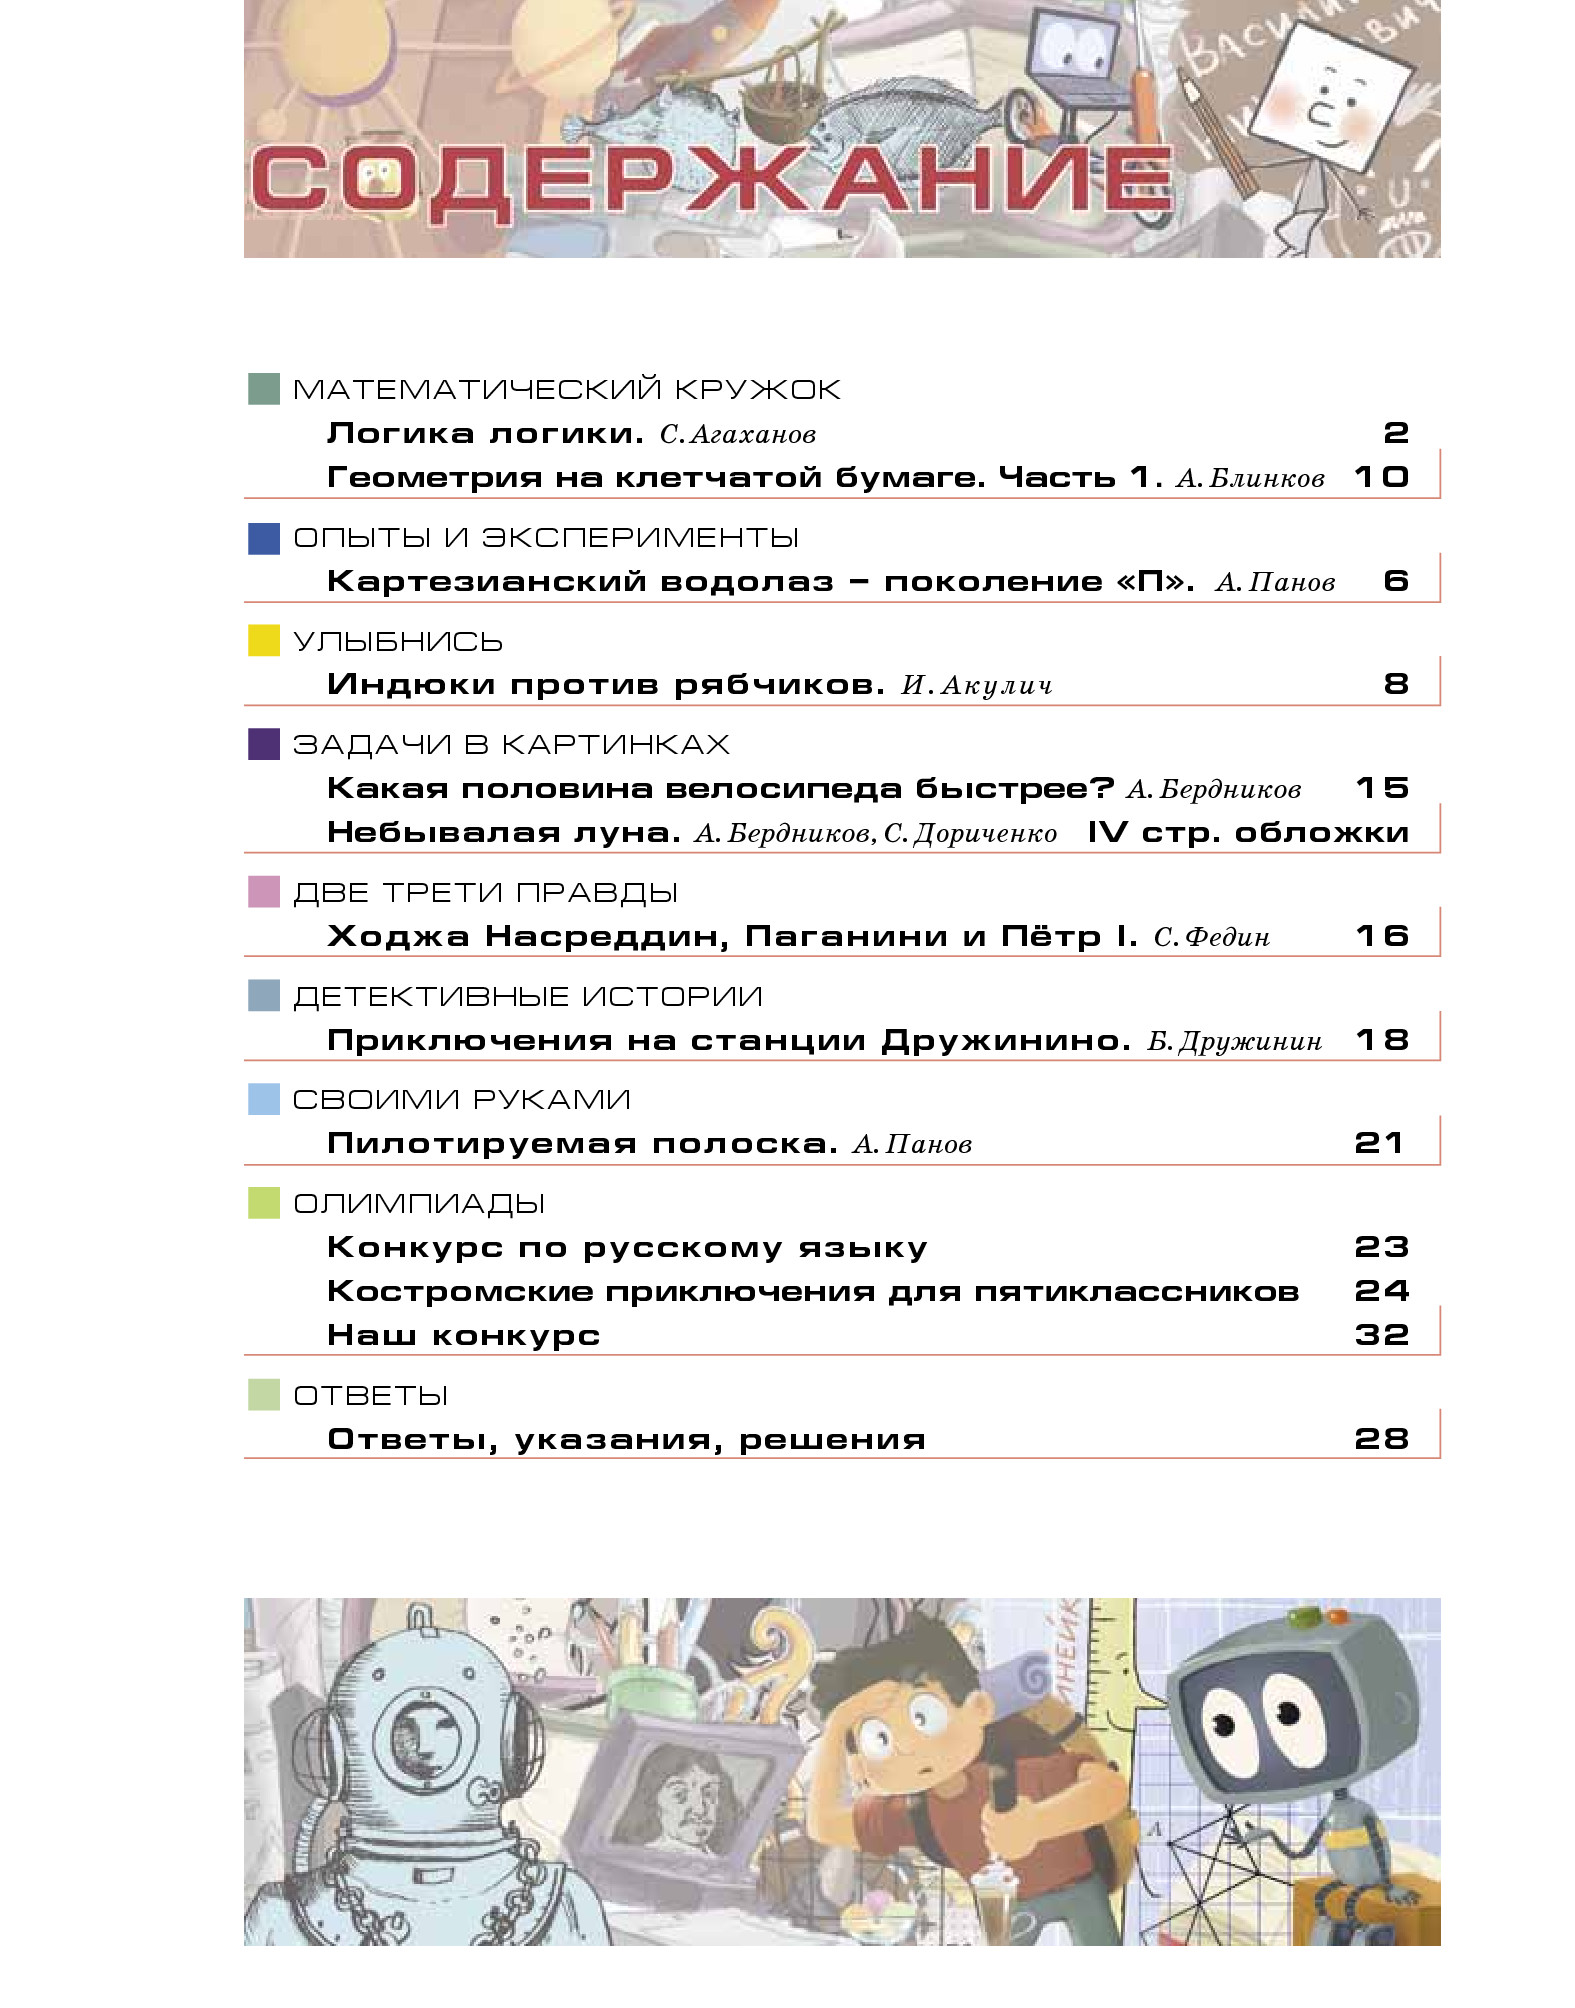 ВАСИЛИ
ВИЧ
СОДЕРЖАНИЕ
МАТЕМАТИЧЕСКИЙ КРУЖОК
Логика логики. С. Агаханов 2
Геометрия на клетчатой бумаге. Часть 1. А. Блинков 10
ОПЫТЫ И ЭКСПЕРИМЕНТЫ
Картезианский водолаз – поколение «П». А. Панов 6
УЛЫБНИСЬ
Индюки против рябчиков. И. Акулич 8
ЗАДАЧИ В КАРТИНКАХ
Какая половина велосипеда быстрее? А. Бердников 15
Небывалая луна. А. Бердников, С. Дориченко IV стр. обложки
ДВЕ ТРЕТИ ПРАВДЫ
Ходжа Насреддин, Паганини и Пётр I. С. Федин 16
ДЕТЕКТИВНЫЕ ИСТОРИИ
Приключения на станции Дружинино. Б. Дружинин 18
СВОИМИ РУКАМИ
Пилотируемая полоска. А. Панов 21
ОЛИМПИАДЫ
Конкурс по русскому языку 23
Костромские приключения для пятиклассников 24
Наш конкурс 32
ОТВЕТЫ
Ответы, указания, решения 28
ИНЕЙК
A